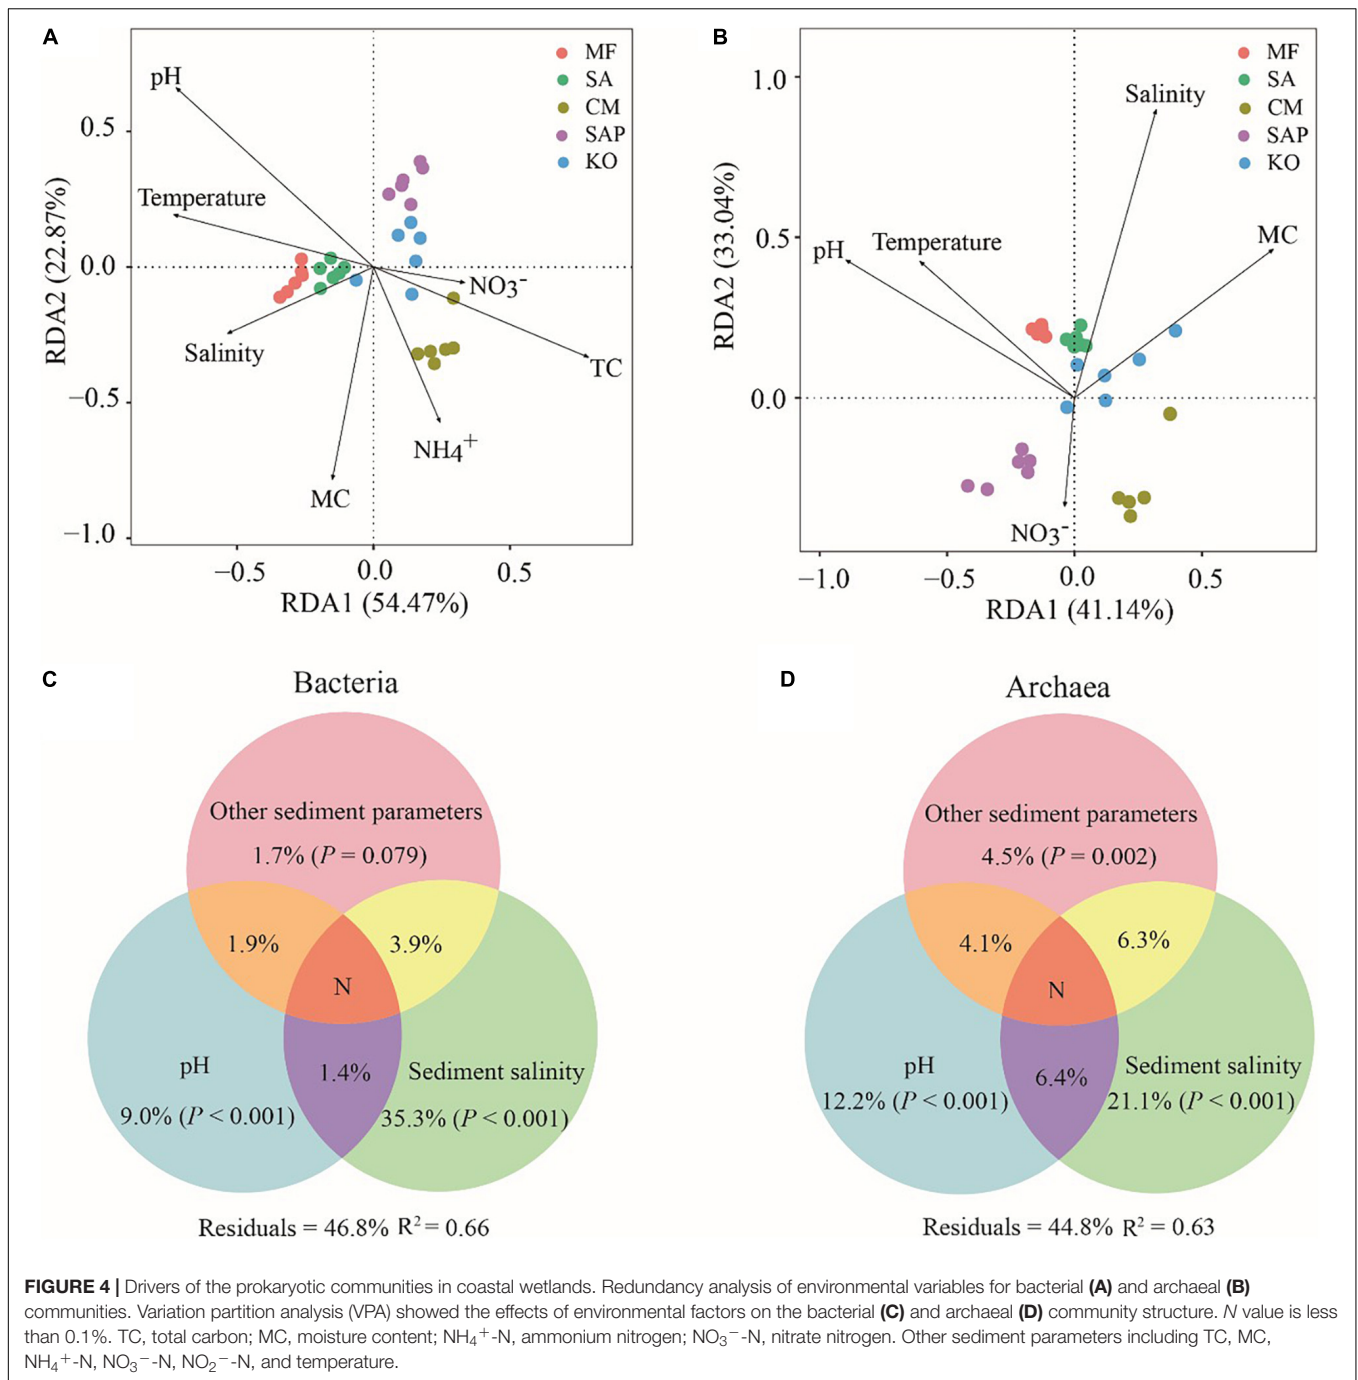 A
MF
SA
CM
SAP
KO
pH
Temperature
Salinity
MC
NH4+
NO3-
TC
0.5
0.0
−0.5
−1.0
−0.5
0.0
0.5
RDA2 (22.87%)
RDA1 (54.47%)
B
MF
SA
CM
SAP
KO
Salinity
MC
Temperature
pH
NO3-
1.0
0.5
0.0
−1.0
−0.5
0.0
0.5
RDA2 (33.04%)
RDA1 (41.14%)
C
Bacteria
Other sediment parameters
1.7% (P = 0.079)
1.9%
3.9%
N
pH
9.0% (P < 0.001)
1.4%
Sediment salinity
35.3% (P < 0.001)
Residuals = 46.8% R² = 0.66
D
Archaea
Other sediment parameters
4.5% (P = 0.002)
4.1%
6.3%
N
pH
12.2% (P < 0.001)
6.4%
Sediment salinity
21.1% (P < 0.001)
Residuals = 44.8% R² = 0.63
FIGURE 4 | Drivers of the prokaryotic communities in coastal wetlands. Redundancy analysis of environmental variables for bacterial (A) and archaeal (B)
communities. Variation partition analysis (VPA) showed the effects of environmental factors on the bacterial (C) and archaeal (D) community structure. N value is less
than 0.1%. TC, total carbon; MC, moisture content; NH₄⁺-N, ammonium nitrogen; NO₃⁻-N, nitrate nitrogen. Other sediment parameters including TC, MC,
NH₄⁺-N, NO₃⁻-N, NO₂⁻-N, and temperature.